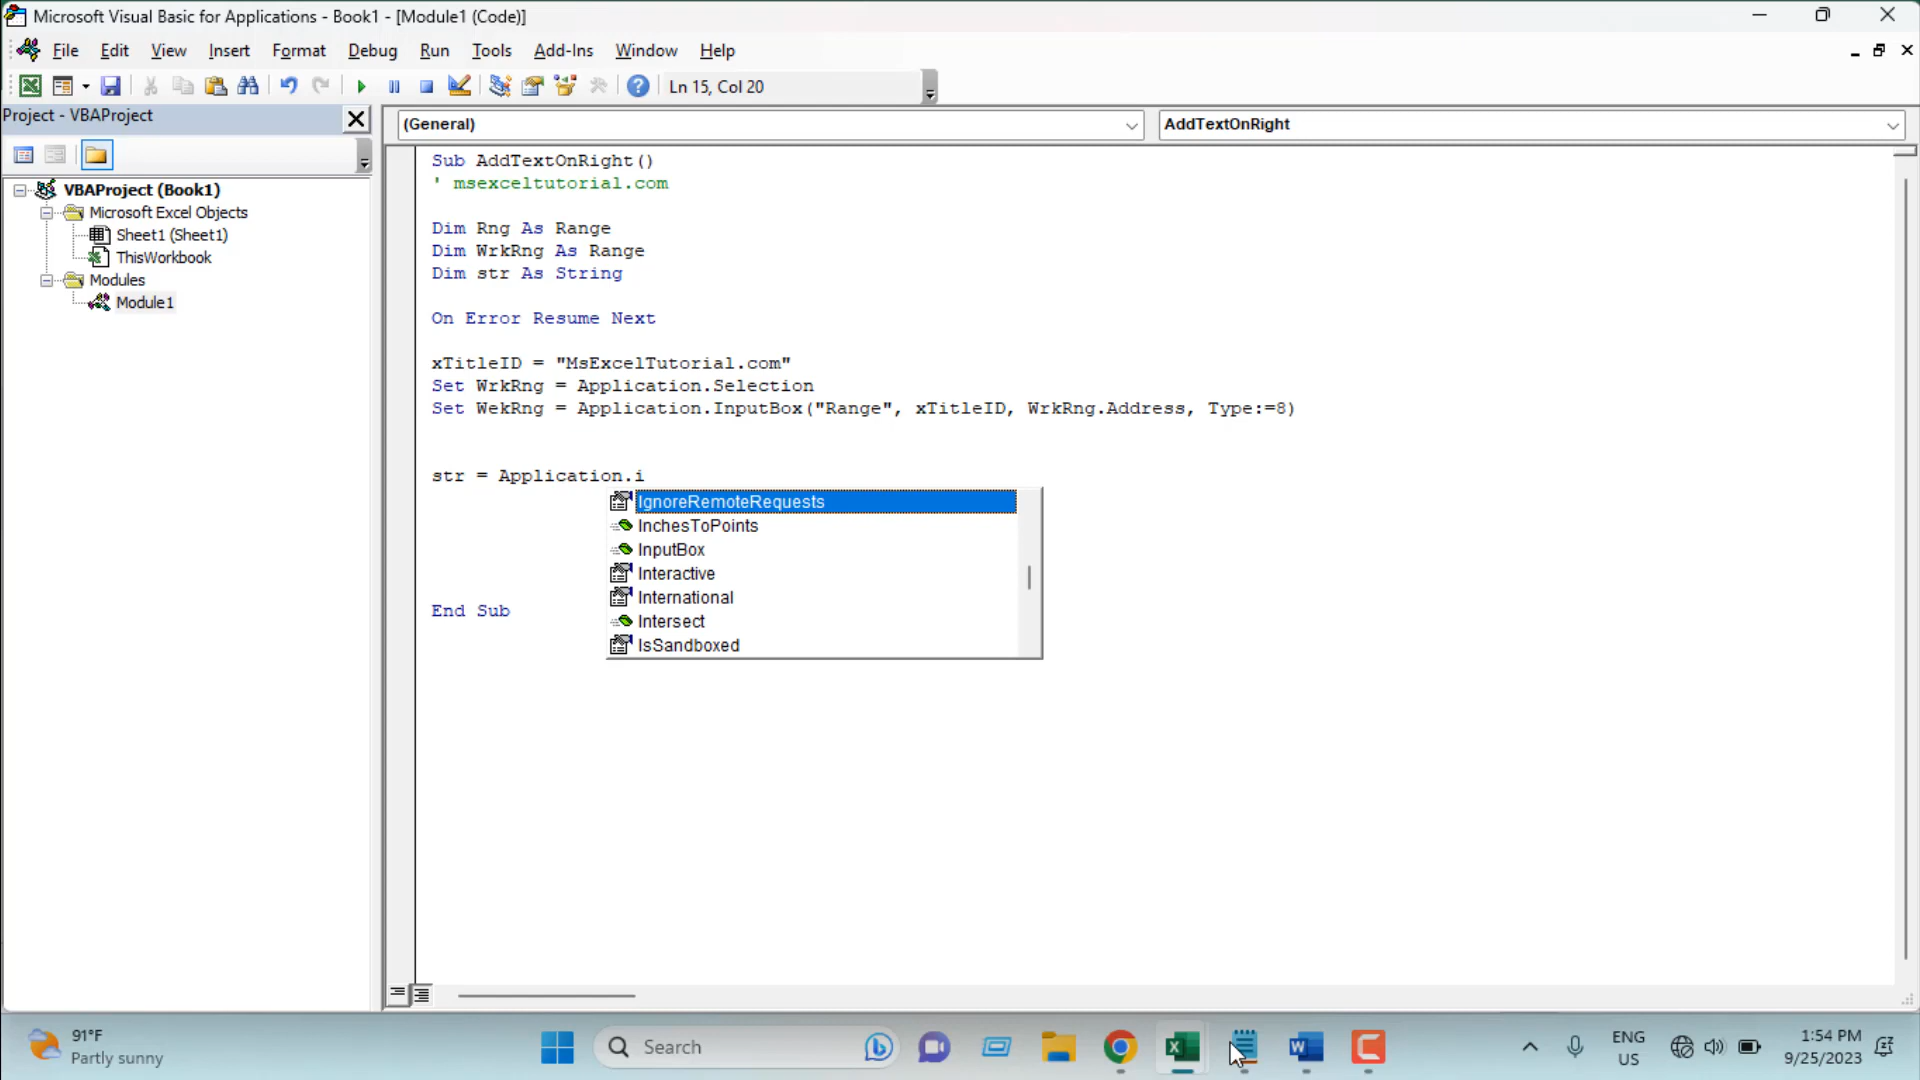 Microsoft Visual Basic for Applications - Book1 - [Module1 (Code)]
File Edit View Insert Format Debug Run Tools Add-Ins Window Help
Ln 15, Col 20
Project - VBAProject
(General)
AddTextOnRight
VBAProject (Book1)
Microsoft Excel Objects
Sheet1 (Sheet1)
ThisWorkbook
Modules
Module1
Sub AddTextOnRight()
' msexceltutorial.com
Dim Rng As Range
Dim WrkRng As Range
Dim str As String
On Error Resume Next
xTitleID = "MsExcelTutorial.com"
Set WrkRng = Application.Selection
Set WekRng = Application.InputBox("Range", xTitleID, WrkRng.Address, Type:=8)
str = Application.i
IgnoreRemoteRequests
InchesToPoints
InputBox
Interactive
International
Intersect
IsSandboxed
End Sub
91°F
Partly sunny
Search
ENG
US
1:54 PM
9/25/2023